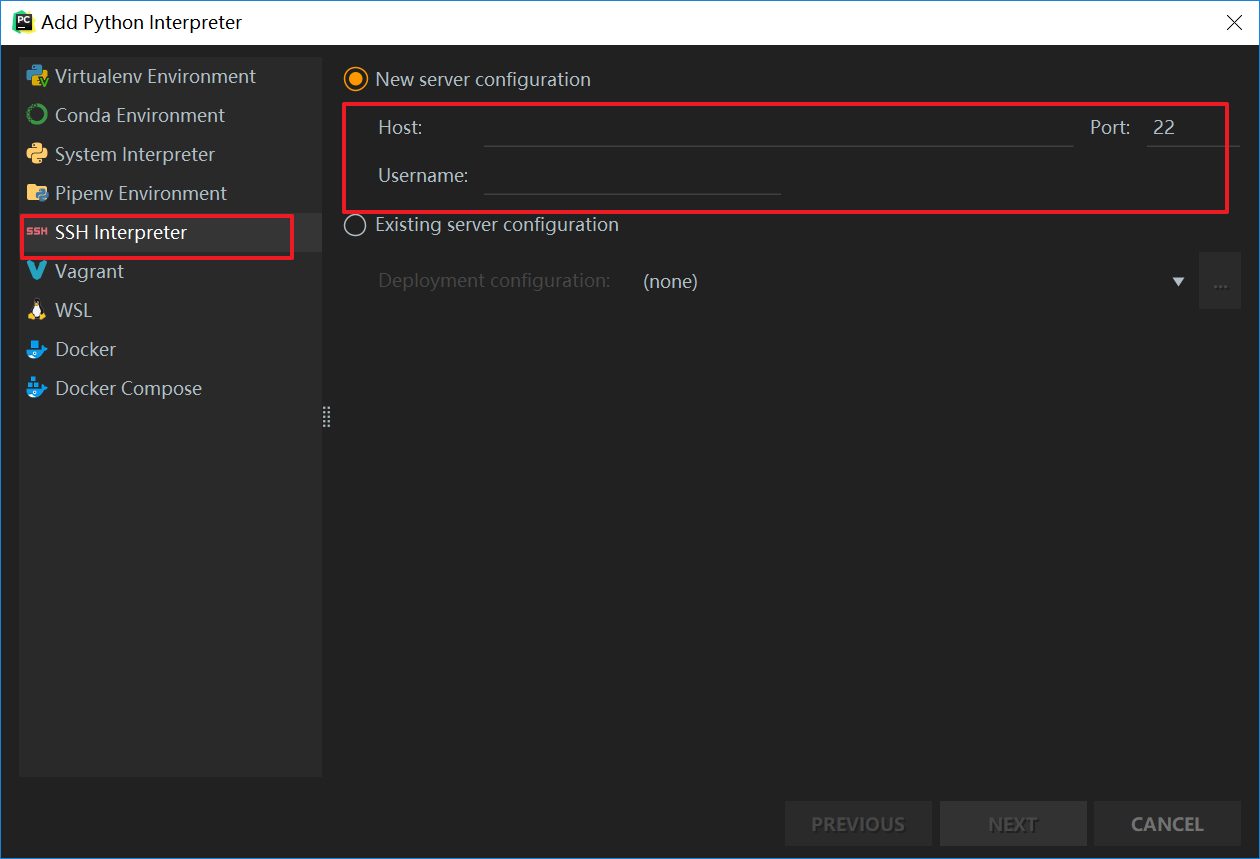 Add Python Interpreter
Virtualenv Environment
Conda Environment
System Interpreter
Pipenv Environment
SSH SSH Interpreter
Vagrant
WSL
Docker
Docker Compose
New server configuration
Host: Port: 22
Username:
Existing server configuration
Deployment configuration: (none) ...
PREVIOUS NEXT CANCEL